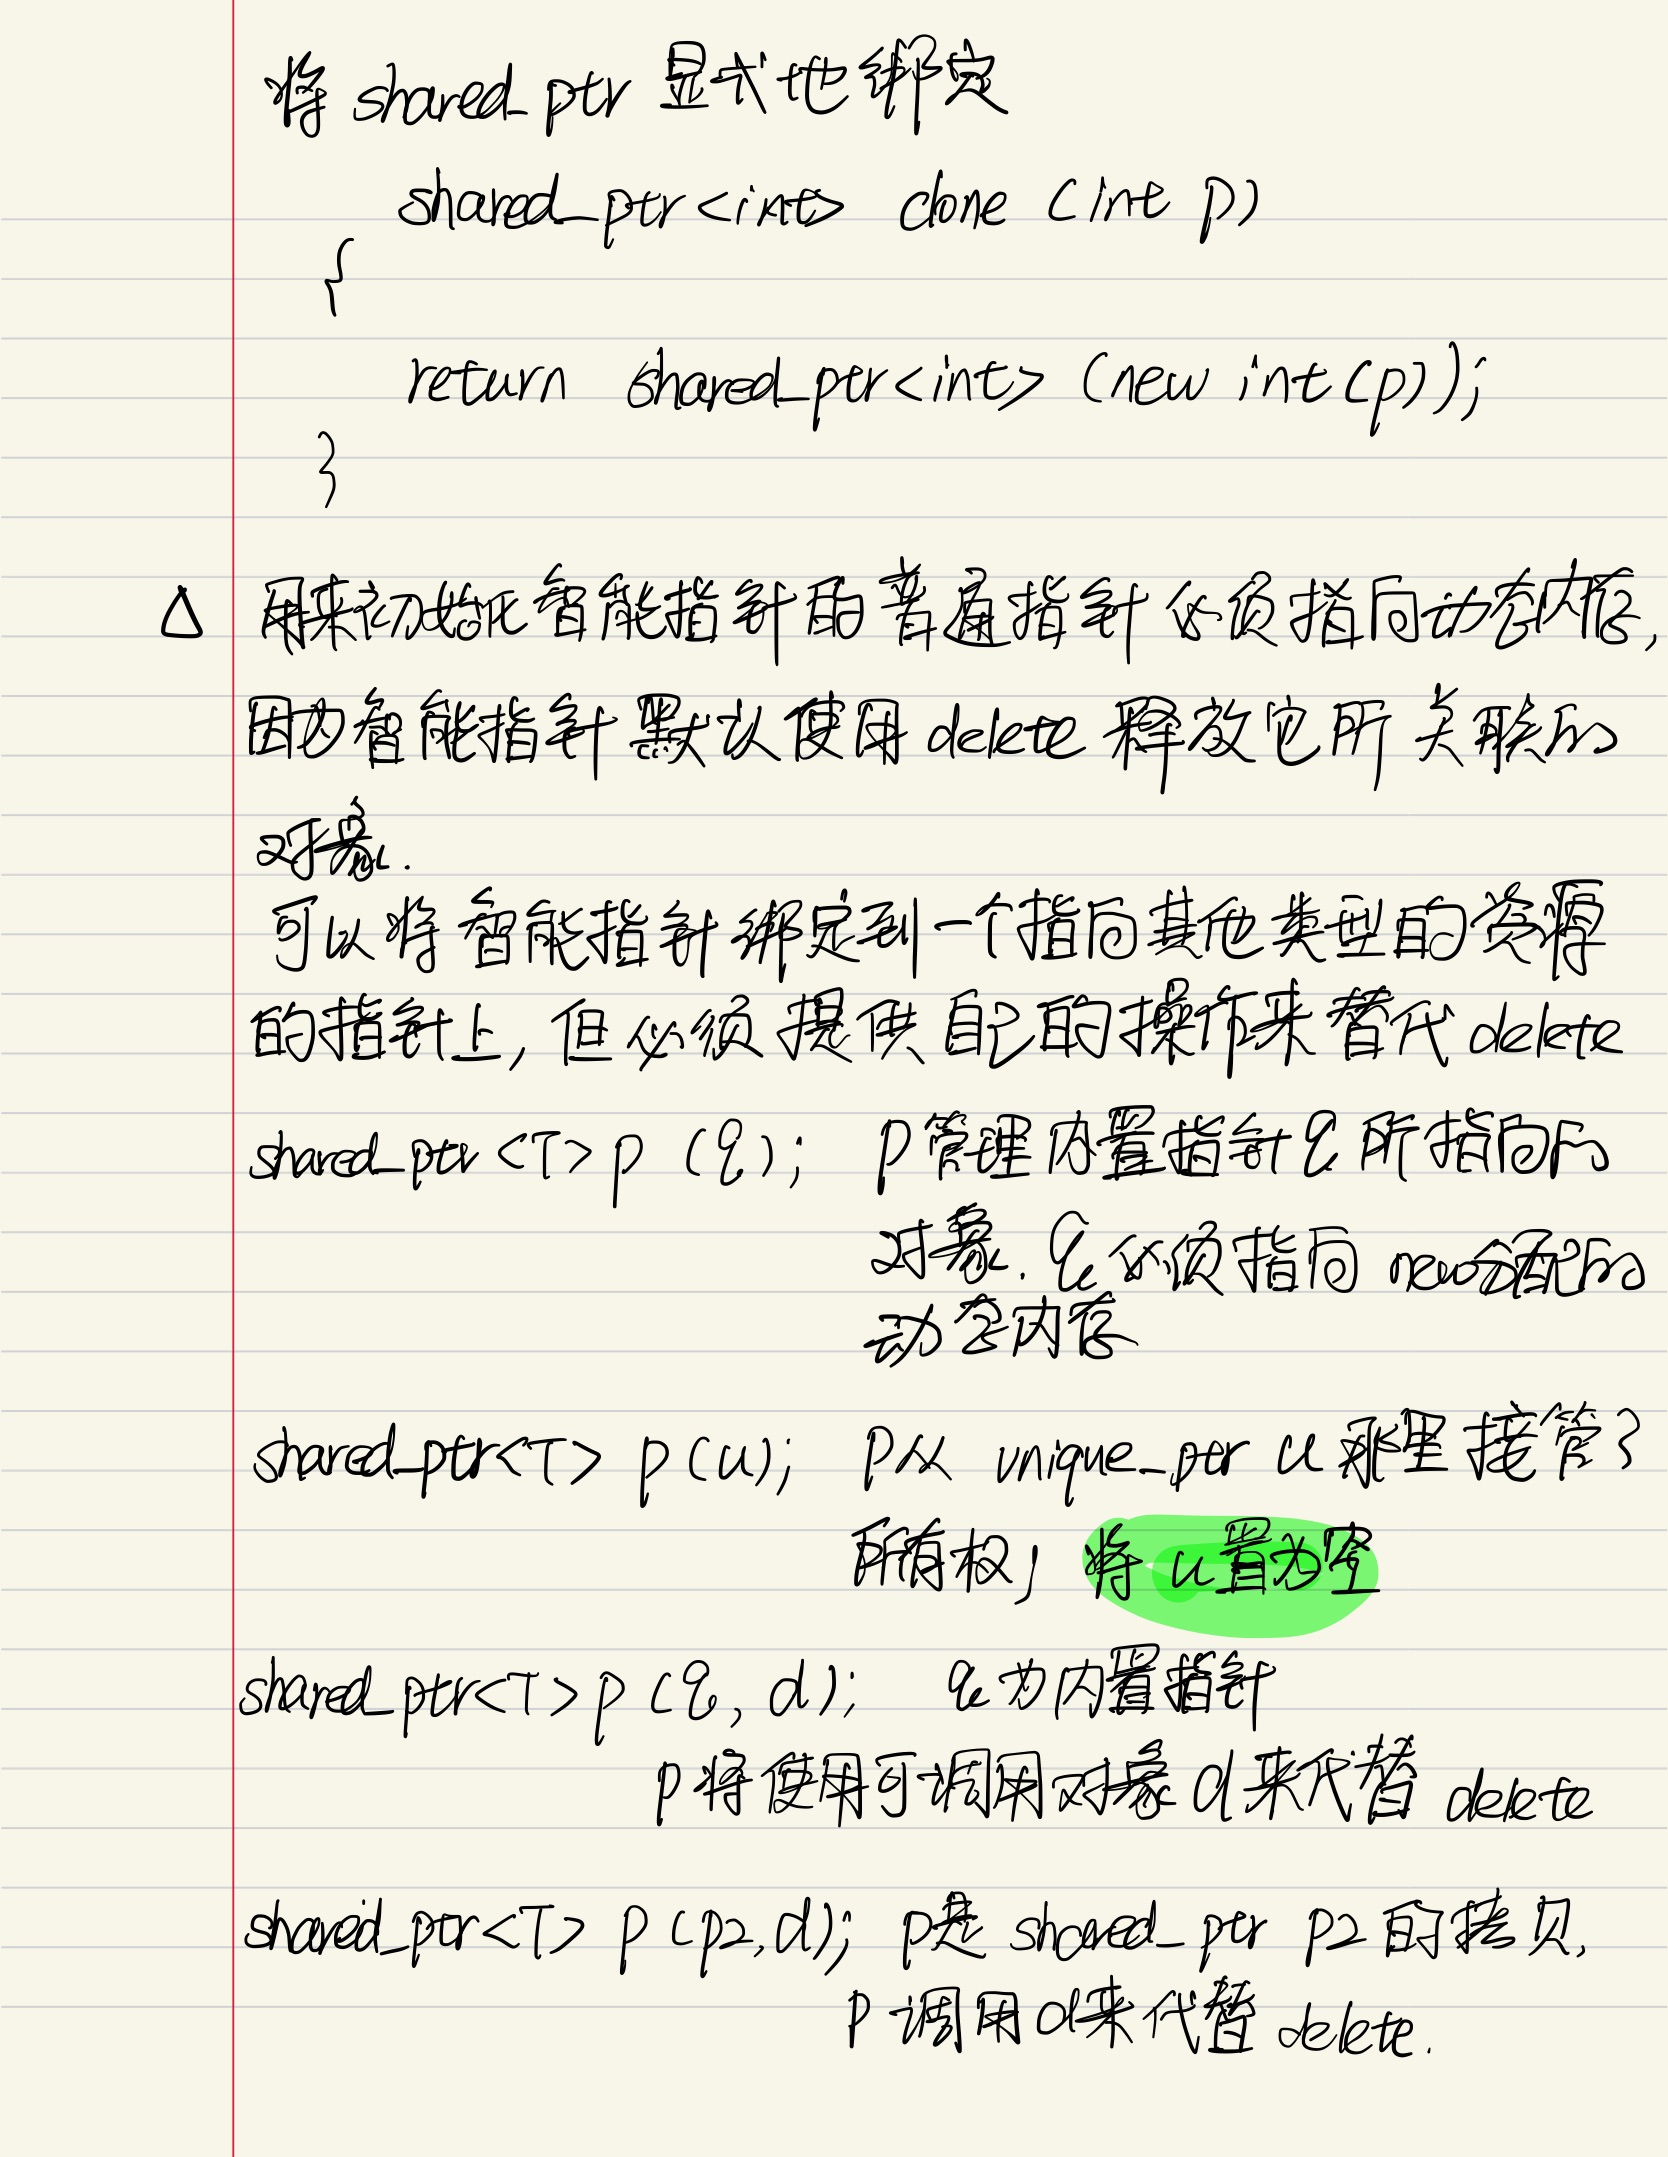 将 shared_ptr 显式地绑定
shared_ptr<int> clone (int p)
{
return shared_ptr<int> (new int(p));
}
△ 用来初始化智能指针的普通指针必须指向动态内存,
因为智能指针默认使用 delete 释放它所关联的
对象.
可以将智能指针绑定到一个指向其他类型的资源
的指针上, 但必须提供自己的操作来替代 delete
shared_ptr <T> p (q); p管理内置指针q所指向的
对象. q必须指向 new分配的
动态内存
shared_ptr<T> p(u); p从 unique_ptr u那里接管了
所有权; 将u置为空
shared_ptr<T> p (q, d); q为内置指针
p将使用可调用对象d来代替 delete
shared_ptr<T> p (p2,d); p是 shared_ptr p2的拷贝,
p 调用d来代替 delete.